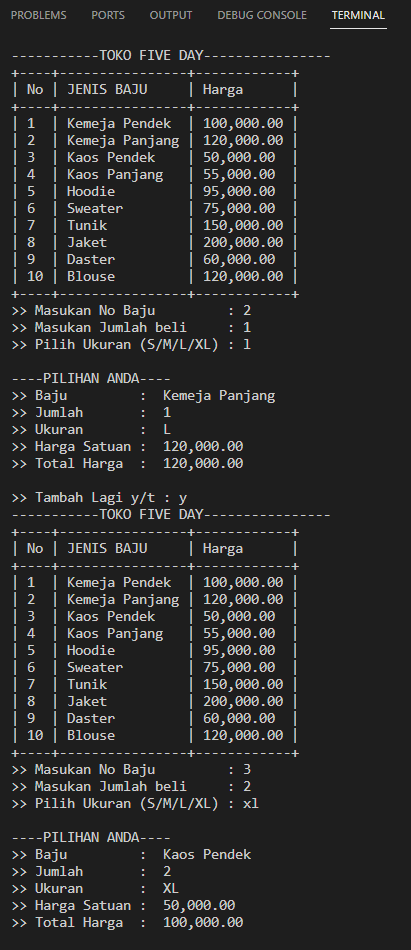 PROBLEMS PORTS OUTPUT DEBUG CONSOLE TERMINAL
-----------TOKO FIVE DAY----------------
+----+----------------+------------+
| No | JENIS BAJU     | Harga      |
+----+----------------+------------+
| 1  | Kemeja Pendek  | 100,000.00 |
| 2  | Kemeja Panjang | 120,000.00 |
| 3  | Kaos Pendek    | 50,000.00  |
| 4  | Kaos Panjang   | 55,000.00  |
| 5  | Hoodie         | 95,000.00  |
| 6  | Sweater        | 75,000.00  |
| 7  | Tunik          | 150,000.00 |
| 8  | Jaket          | 200,000.00 |
| 9  | Daster         | 60,000.00  |
| 10 | Blouse         | 120,000.00 |
+----+----------------+------------+
>> Masukan No Baju         : 2
>> Masukan Jumlah beli     : 1
>> Pilih Ukuran (S/M/L/XL) : l
----PILIHAN ANDA----
>> Baju         :  Kemeja Panjang
>> Jumlah       :  1
>> Ukuran       :  L
>> Harga Satuan :  120,000.00
>> Total Harga  :  120,000.00
>> Tambah Lagi y/t : y
-----------TOKO FIVE DAY----------------
+----+----------------+------------+
| No | JENIS BAJU     | Harga      |
+----+----------------+------------+
| 1  | Kemeja Pendek  | 100,000.00 |
| 2  | Kemeja Panjang | 120,000.00 |
| 3  | Kaos Pendek    | 50,000.00  |
| 4  | Kaos Panjang   | 55,000.00  |
| 5  | Hoodie         | 95,000.00  |
| 6  | Sweater        | 75,000.00  |
| 7  | Tunik          | 150,000.00 |
| 8  | Jaket          | 200,000.00 |
| 9  | Daster         | 60,000.00  |
| 10 | Blouse         | 120,000.00 |
+----+----------------+------------+
>> Masukan No Baju         : 3
>> Masukan Jumlah beli     : 2
>> Pilih Ukuran (S/M/L/XL) : xl
----PILIHAN ANDA----
>> Baju         :  Kaos Pendek
>> Jumlah       :  2
>> Ukuran       :  XL
>> Harga Satuan :  50,000.00
>> Total Harga  :  100,000.00